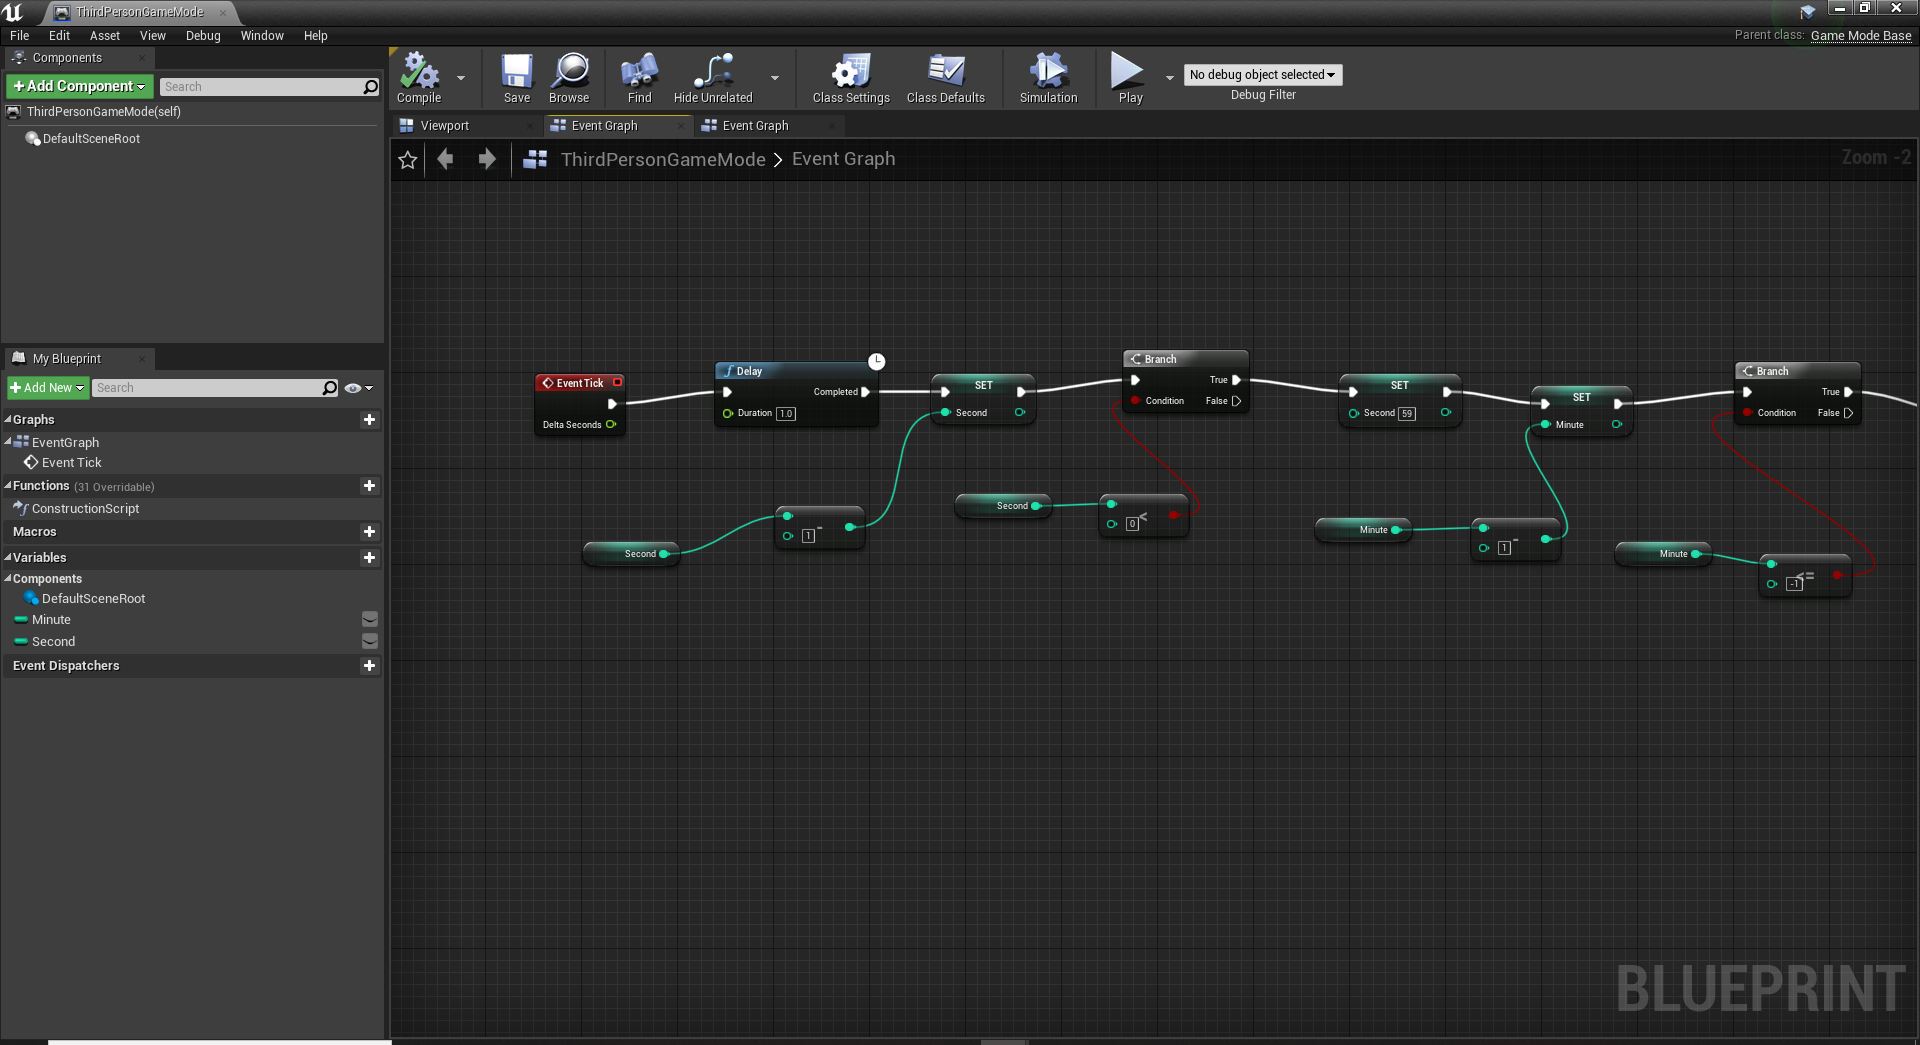 ThirdPersonGameMode
File Edit Asset View Debug Window Help
Parent class: Game Mode Base
Components
Add Component
Search
ThirdPersonGameMode(self)
DefaultSceneRoot
Compile
Save
Browse
Find
Hide Unrelated
Class Settings
Class Defaults
Simulation
Play
No debug object selected
Debug Filter
Viewport
Event Graph
Event Graph
ThirdPersonGameMode > Event Graph
Zoom -2
My Blueprint
Add New
Search
Graphs
EventGraph
Event Tick
Functions (31 Overridable)
ConstructionScript
Macros
Variables
Components
DefaultSceneRoot
Minute
Second
Event Dispatchers
Event Tick
Delta Seconds
Delay
Completed
Duration 1.0
SET
Second
Branch
True
Condition False
SET
Second 59
SET
Minute
Branch
True
Condition False
Second
1 -
Second
0 <
Minute
1 -
Minute
-1 <=
BLUEPRINT